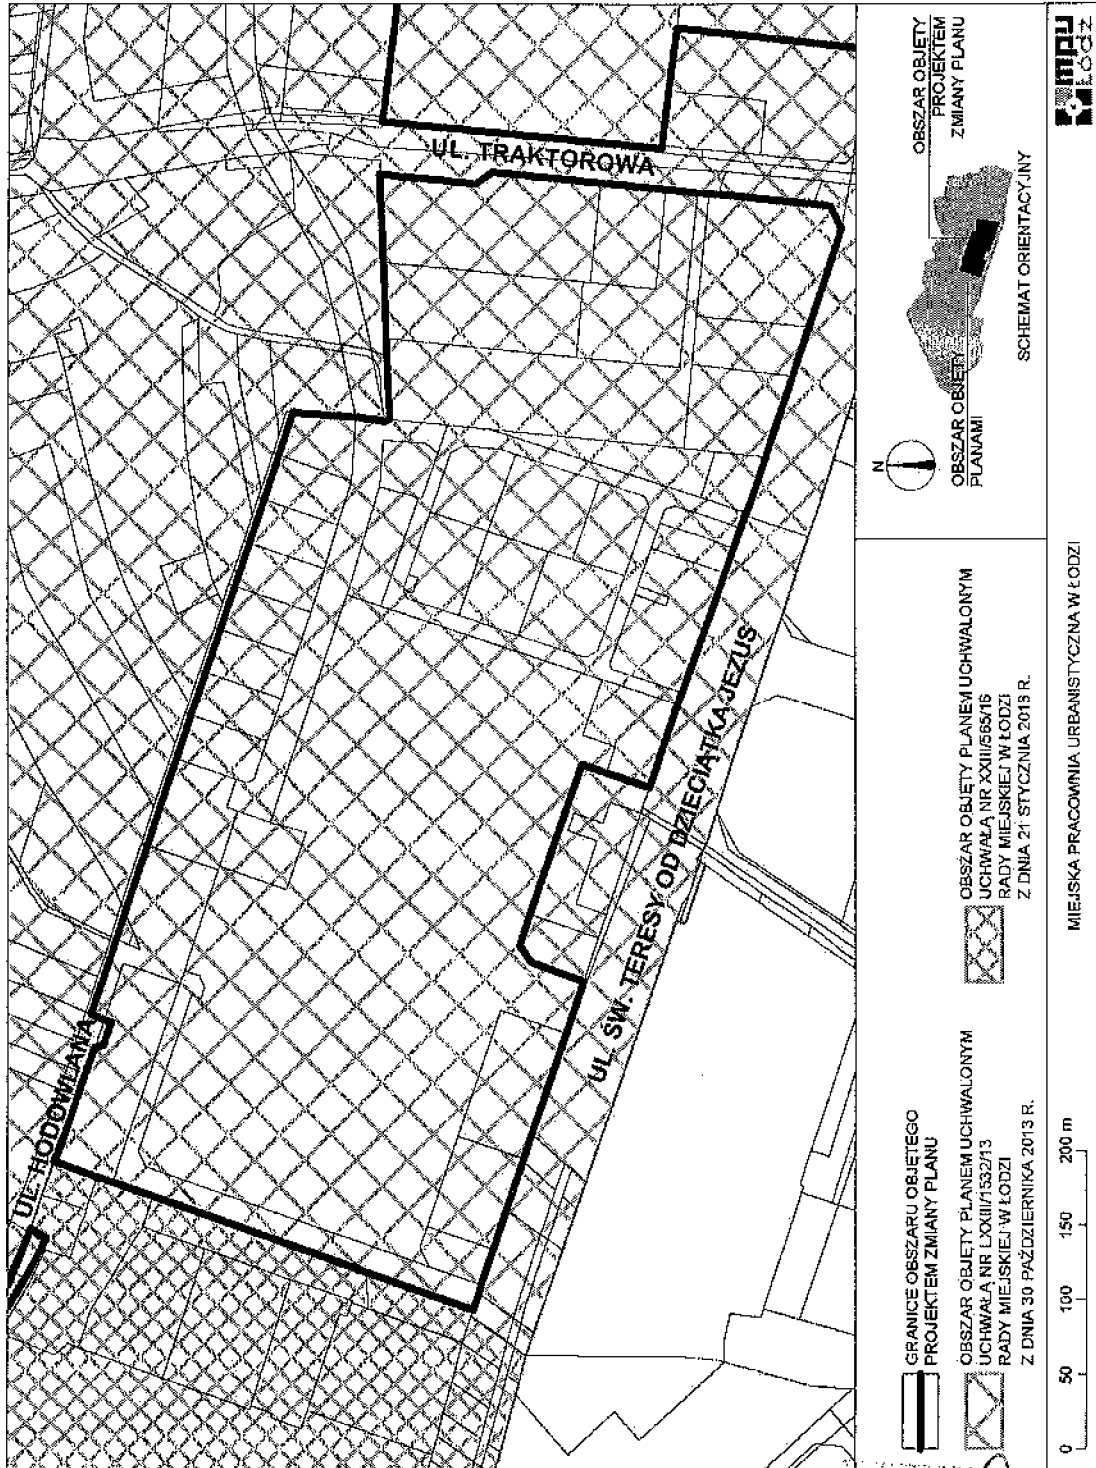 UL. HODOWLANA
UL. TRAKTOROWA
UL. ŚW. TERESY OD DZIECIĄTKA JEZUS
GRANICE OBSZARU OBJĘTEGO
PROJEKTEM ZMIANY PLANU
OBSZAR OBJĘTY PLANEM UCHWALONYM
UCHWAŁĄ NR LXXIII/1532/13
RADY MIEJSKIEJ W ŁODZI
Z DNIA 30 PAŹDZIERNIKA 2013 R.
OBSZAR OBJĘTY PLANEM UCHWALONYM
UCHWAŁĄ NR XXIII/565/16
RADY MIEJSKIEJ W ŁODZI
Z DNIA 21 STYCZNIA 2016 R.
N
OBSZAR OBJĘTY
PROJEKTEM
ZMIANY PLANU
OBSZAR OBJĘTY
PLANAMI
SCHEMAT ORIENTACYJNY
0 50 100 150 200 m
MIEJSKA PRACOWNIA URBANISTYCZNA W ŁODZI
mpu
Łódź